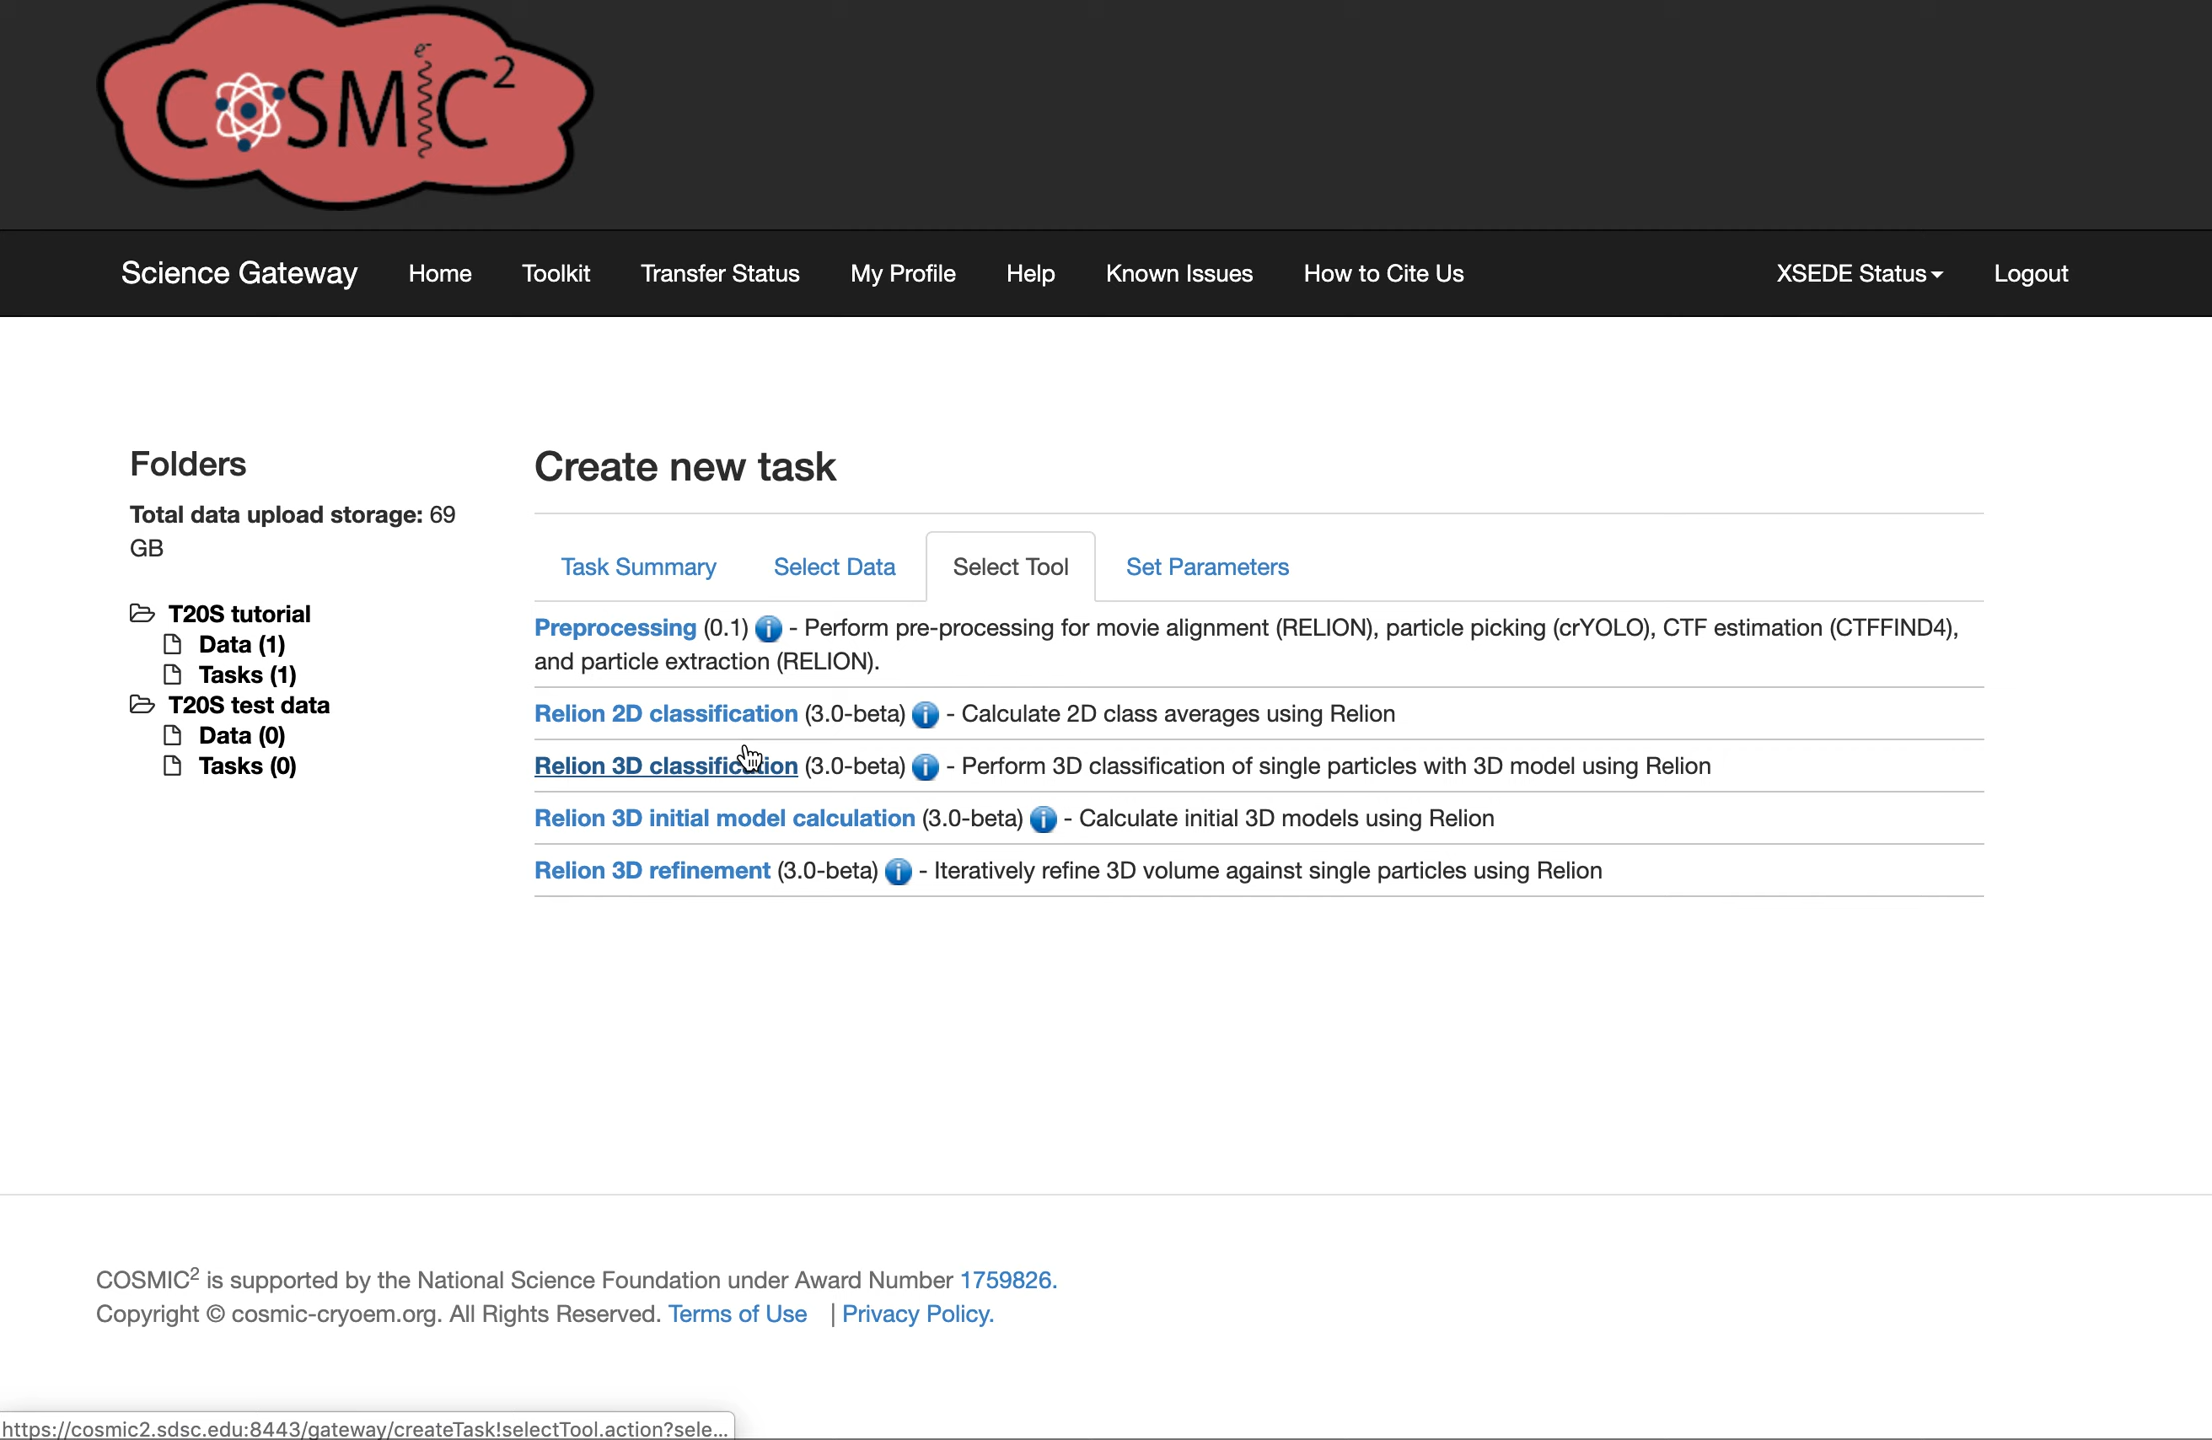 COSMIC²
e⁻
Science Gateway Home Toolkit Transfer Status My Profile Help Known Issues How to Cite Us XSEDE Status Logout
Folders
Total data upload storage: 69
GB
T20S tutorial
Data (1)
Tasks (1)
T20S test data
Data (0)
Tasks (0)
Create new task
Task Summary Select Data Select Tool Set Parameters
Preprocessing (0.1) i - Perform pre-processing for movie alignment (RELION), particle picking (crYOLO), CTF estimation (CTFFIND4),
and particle extraction (RELION).
Relion 2D classification (3.0-beta) i - Calculate 2D class averages using Relion
Relion 3D classification (3.0-beta) i - Perform 3D classification of single particles with 3D model using Relion
Relion 3D initial model calculation (3.0-beta) i - Calculate initial 3D models using Relion
Relion 3D refinement (3.0-beta) i - Iteratively refine 3D volume against single particles using Relion
COSMIC² is supported by the National Science Foundation under Award Number 1759826.
Copyright © cosmic-cryoem.org. All Rights Reserved. Terms of Use | Privacy Policy.
https://cosmic2.sdsc.edu:8443/gateway/createTask!selectTool.action?sele...